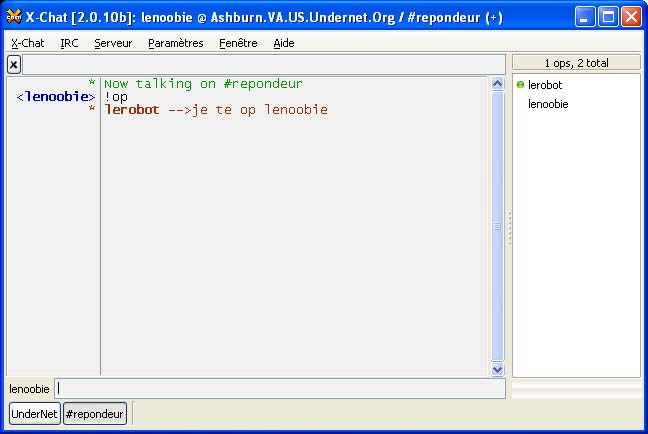 X-Chat [2.0.10b]: lenoobie @ Ashburn.VA.US.Undernet.Org / #repondeur (+)
X-Chat IRC Serveur Paramètres Fenêtre Aide
x
1 ops, 2 total
* Now talking on #repondeur
<lenoobie> !op
* lerobot -->je te op lenoobie
lerobot
lenoobie
lenoobie
UnderNet #repondeur